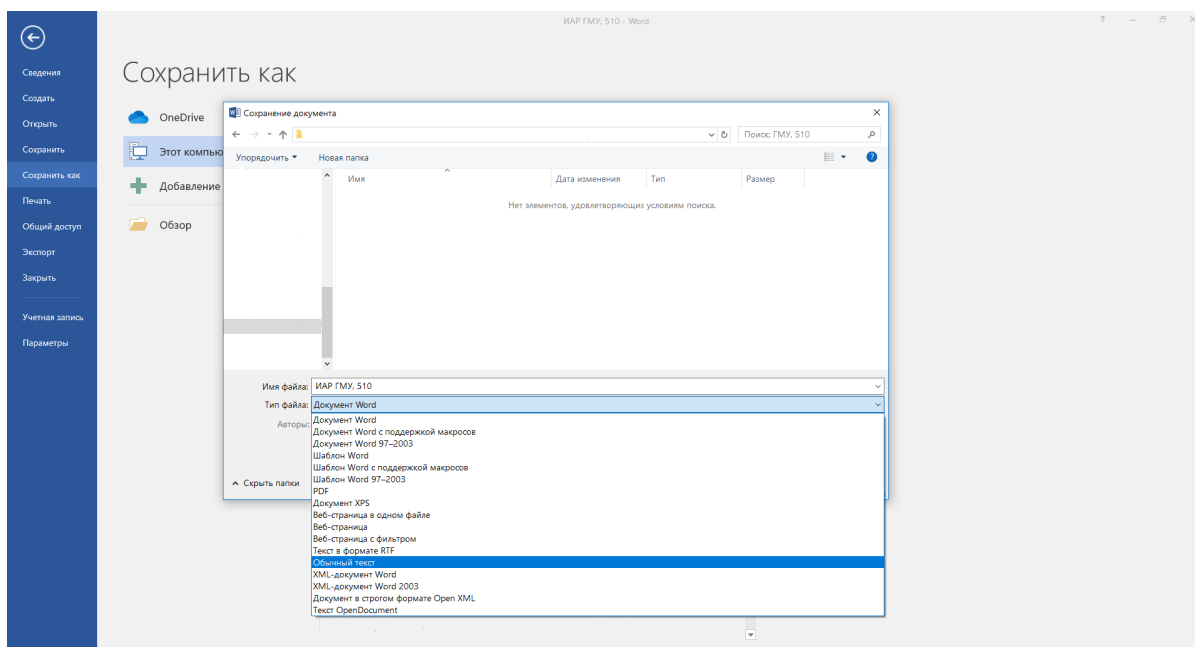 ИАР ГМУ, 510 - Word
Сведения
Создать
Открыть
Сохранить
Сохранить как
Печать
Общий доступ
Экспорт
Закрыть
Учетная запись
Параметры
Сохранить как
OneDrive
Этот компью
Добавление
Обзор
Сохранение документа
Поиск: ГМУ, 510
Упорядочить
Новая папка
Имя
Дата изменения
Тип
Размер
Нет элементов, удовлетворяющих условиям поиска.
Имя файла: ИАР ГМУ, 510
Тип файла: Документ Word
Авторы:
Скрыть папки
Документ Word
Документ Word с поддержкой макросов
Документ Word 97–2003
Шаблон Word
Шаблон Word с поддержкой макросов
Шаблон Word 97–2003
PDF
Документ XPS
Веб-страница в одном файле
Веб-страница
Веб-страница с фильтром
Текст в формате RTF
Обычный текст
XML-документ Word
XML-документ Word 2003
Документ в строгом формате Open XML
Текст OpenDocument